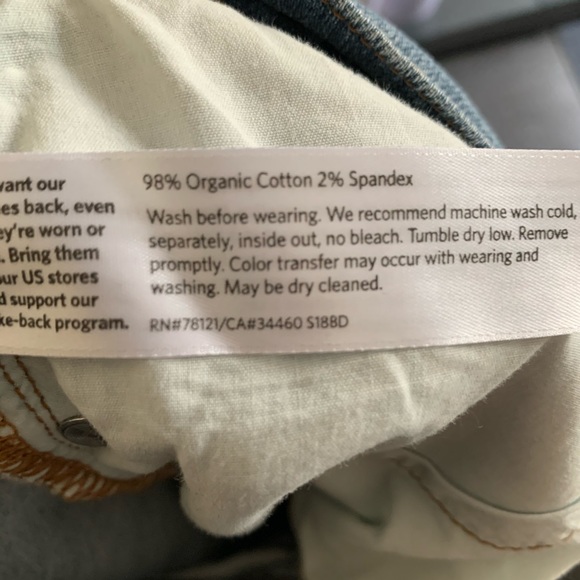 want our
es back, even
ey're worn or
. Bring them
ur US stores
d support our
ke-back program.
98% Organic Cotton 2% Spandex
Wash before wearing. We recommend machine wash cold,
separately, inside out, no bleach. Tumble dry low. Remove
promptly. Color transfer may occur with wearing and
washing. May be dry cleaned.
RN#78121/CA#34460 S18BD